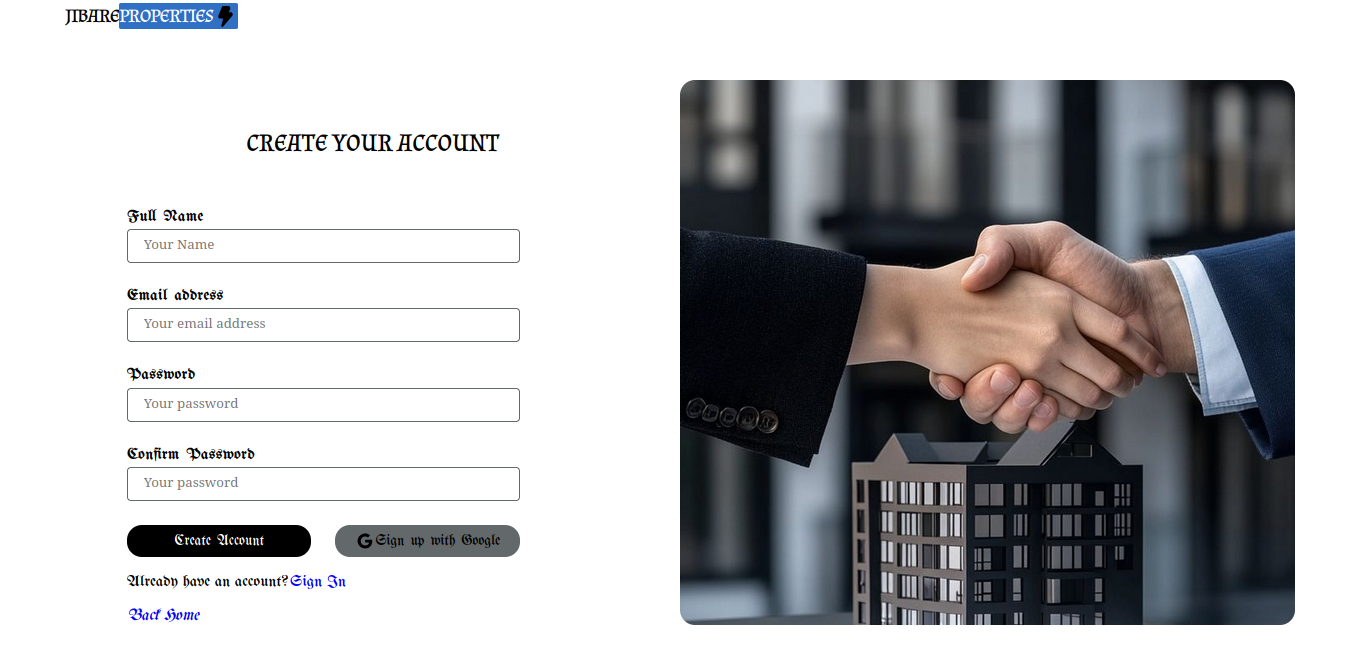 JIBAREPROPERTIES
CREATE YOUR ACCOUNT
Full Name
Your Name
Email address
Your email address
Password
Your password
Confirm Password
Your password
Create Account
Sign up with Google
Already have an account?Sign In
Back Home